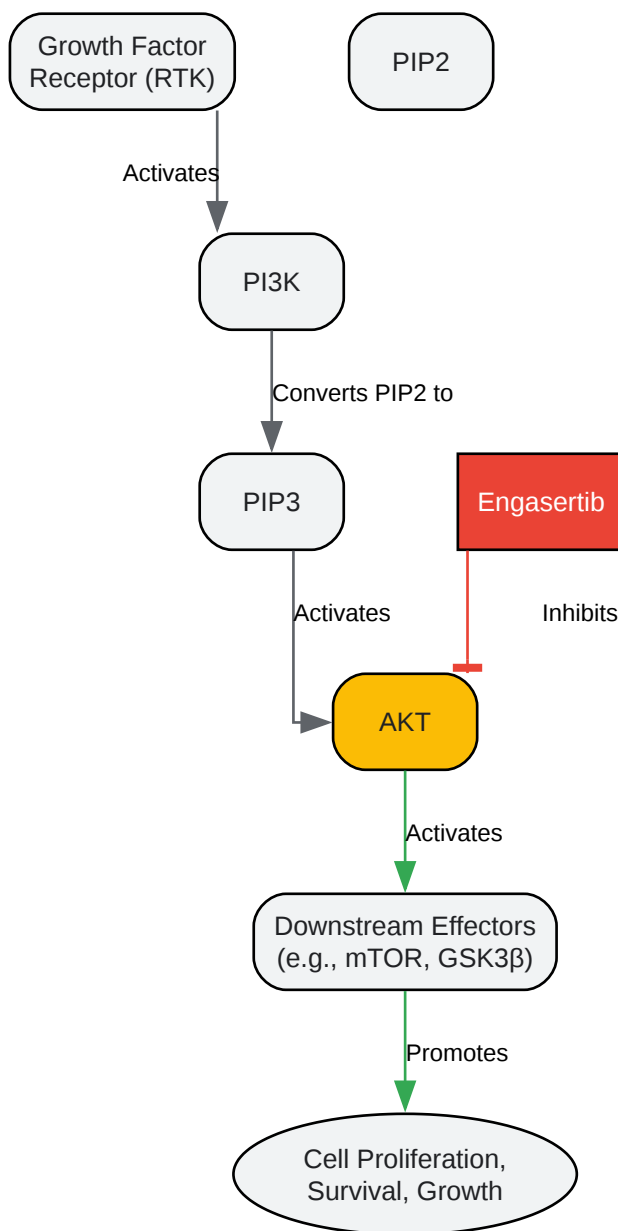 Growth Factor
Receptor (RTK)
PIP2
Activates
PI3K
Converts PIP2 to
PIP3
Engasertib
Activates
Inhibits
AKT
Activates
Downstream Effectors
(e.g., mTOR, GSK3β)
Promotes
Cell Proliferation,
Survival, Growth